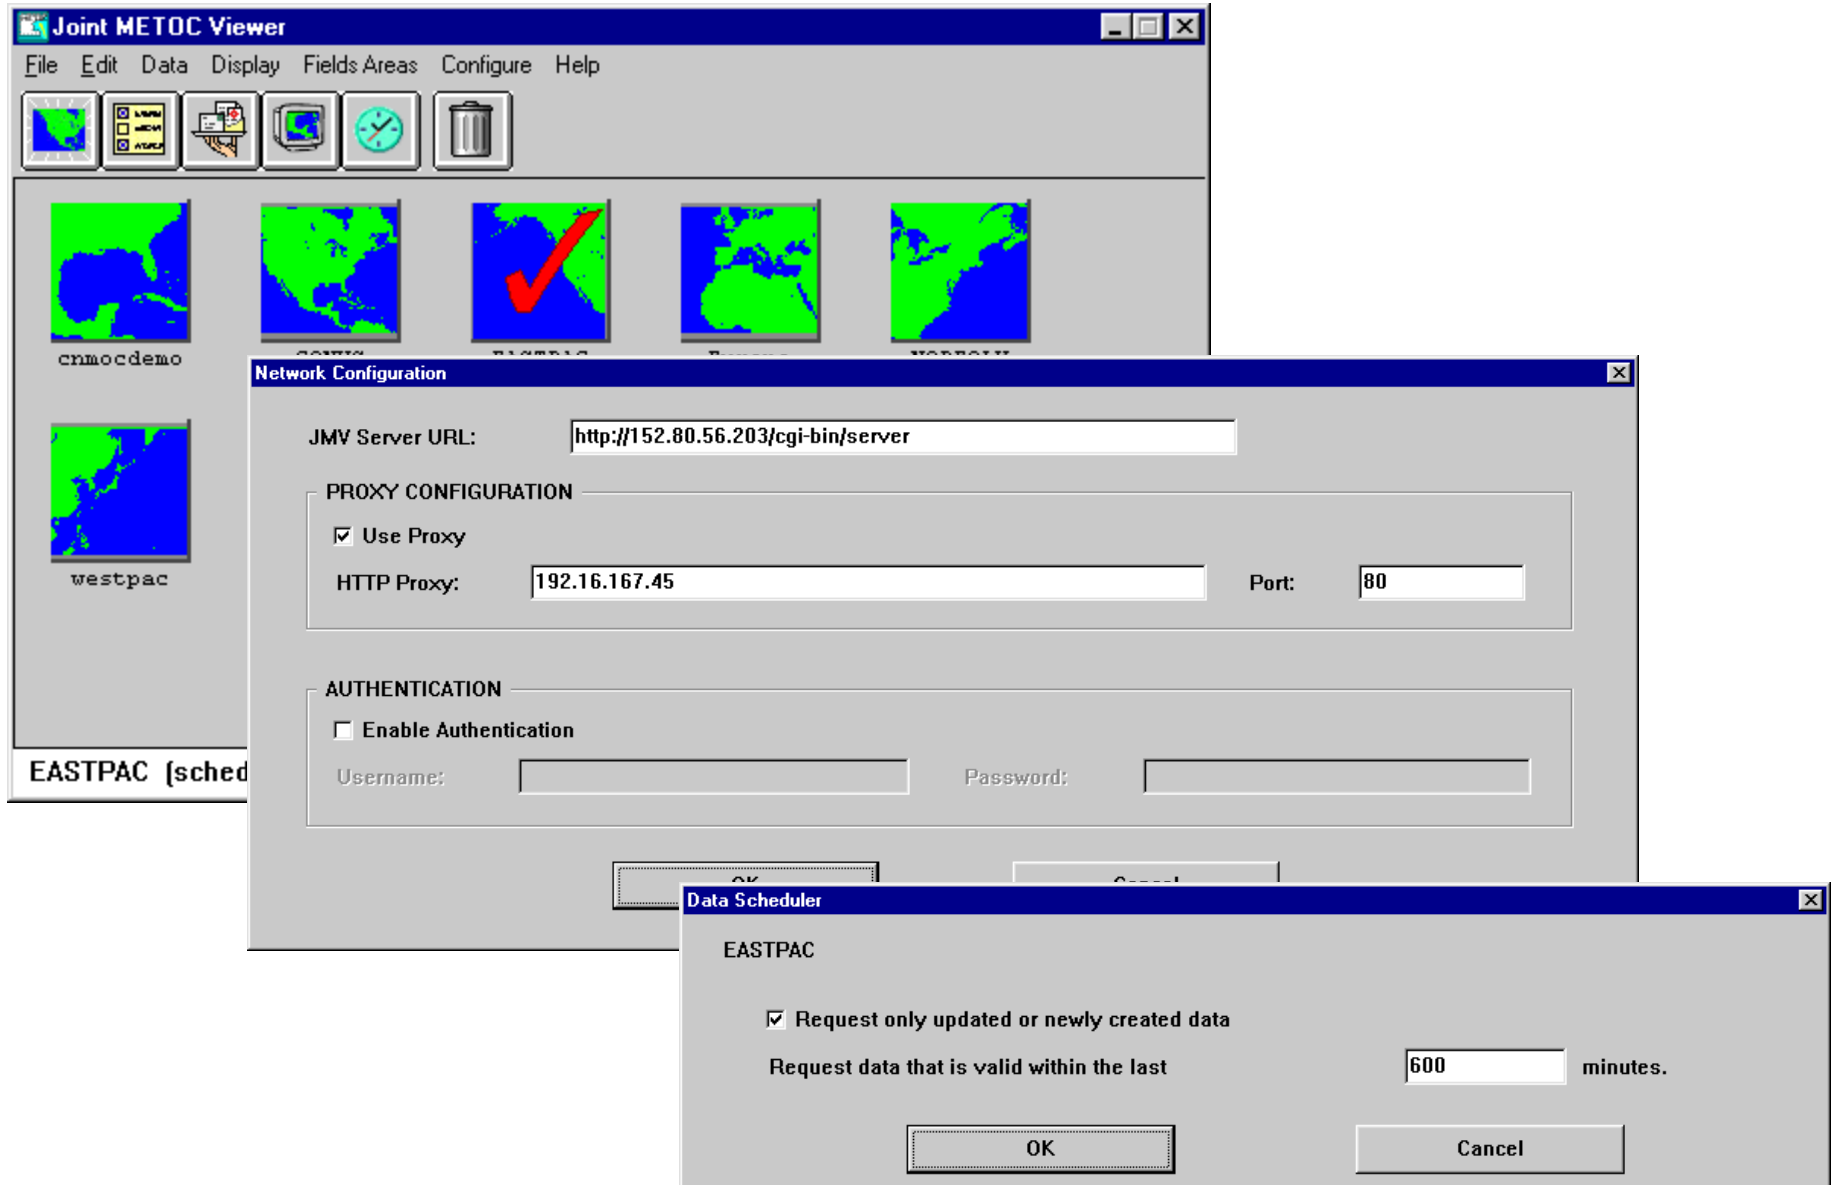 Joint METOC Viewer
File Edit Data Display Fields Areas Configure Help
cnmocdemo
westpac
EASTPAC (sched
Network Configuration
JMV Server URL: http://152.80.56.203/cgi-bin/server
PROXY CONFIGURATION
Use Proxy
HTTP Proxy: 192.16.167.45 Port: 80
AUTHENTICATION
Enable Authentication
Username: Password:
Data Scheduler
EASTPAC
Request only updated or newly created data
Request data that is valid within the last 600 minutes.
OK Cancel